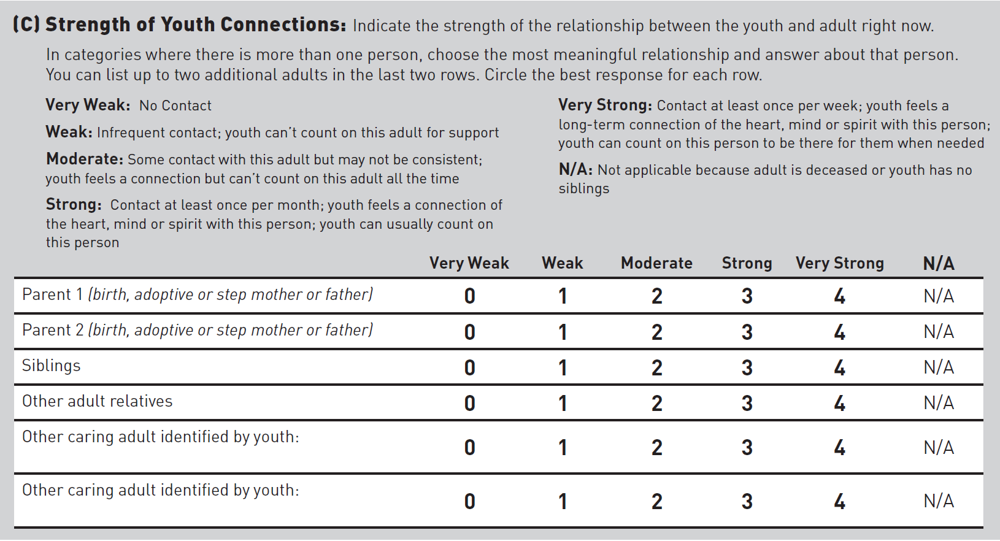 (C) Strength of Youth Connections: Indicate the strength of the relationship between the youth and adult right now.
In categories where there is more than one person, choose the most meaningful relationship and answer about that person.
You can list up to two additional adults in the last two rows. Circle the best response for each row.
Very Weak: No Contact
Weak: Infrequent contact; youth can’t count on this adult for support
Moderate: Some contact with this adult but may not be consistent;
youth feels a connection but can’t count on this adult all the time
Strong: Contact at least once per month; youth feels a connection of
the heart, mind or spirit with this person; youth can usually count on
this person
Very Strong: Contact at least once per week; youth feels a
long-term connection of the heart, mind or spirit with this person;
youth can count on this person to be there for them when needed
N/A: Not applicable because adult is deceased or youth has no
siblings
Very Weak Weak Moderate Strong Very Strong N/A
Parent 1 (birth, adoptive or step mother or father) 0 1 2 3 4 N/A
Parent 2 (birth, adoptive or step mother or father) 0 1 2 3 4 N/A
Siblings 0 1 2 3 4 N/A
Other adult relatives 0 1 2 3 4 N/A
Other caring adult identified by youth: 0 1 2 3 4 N/A
Other caring adult identified by youth: 0 1 2 3 4 N/A